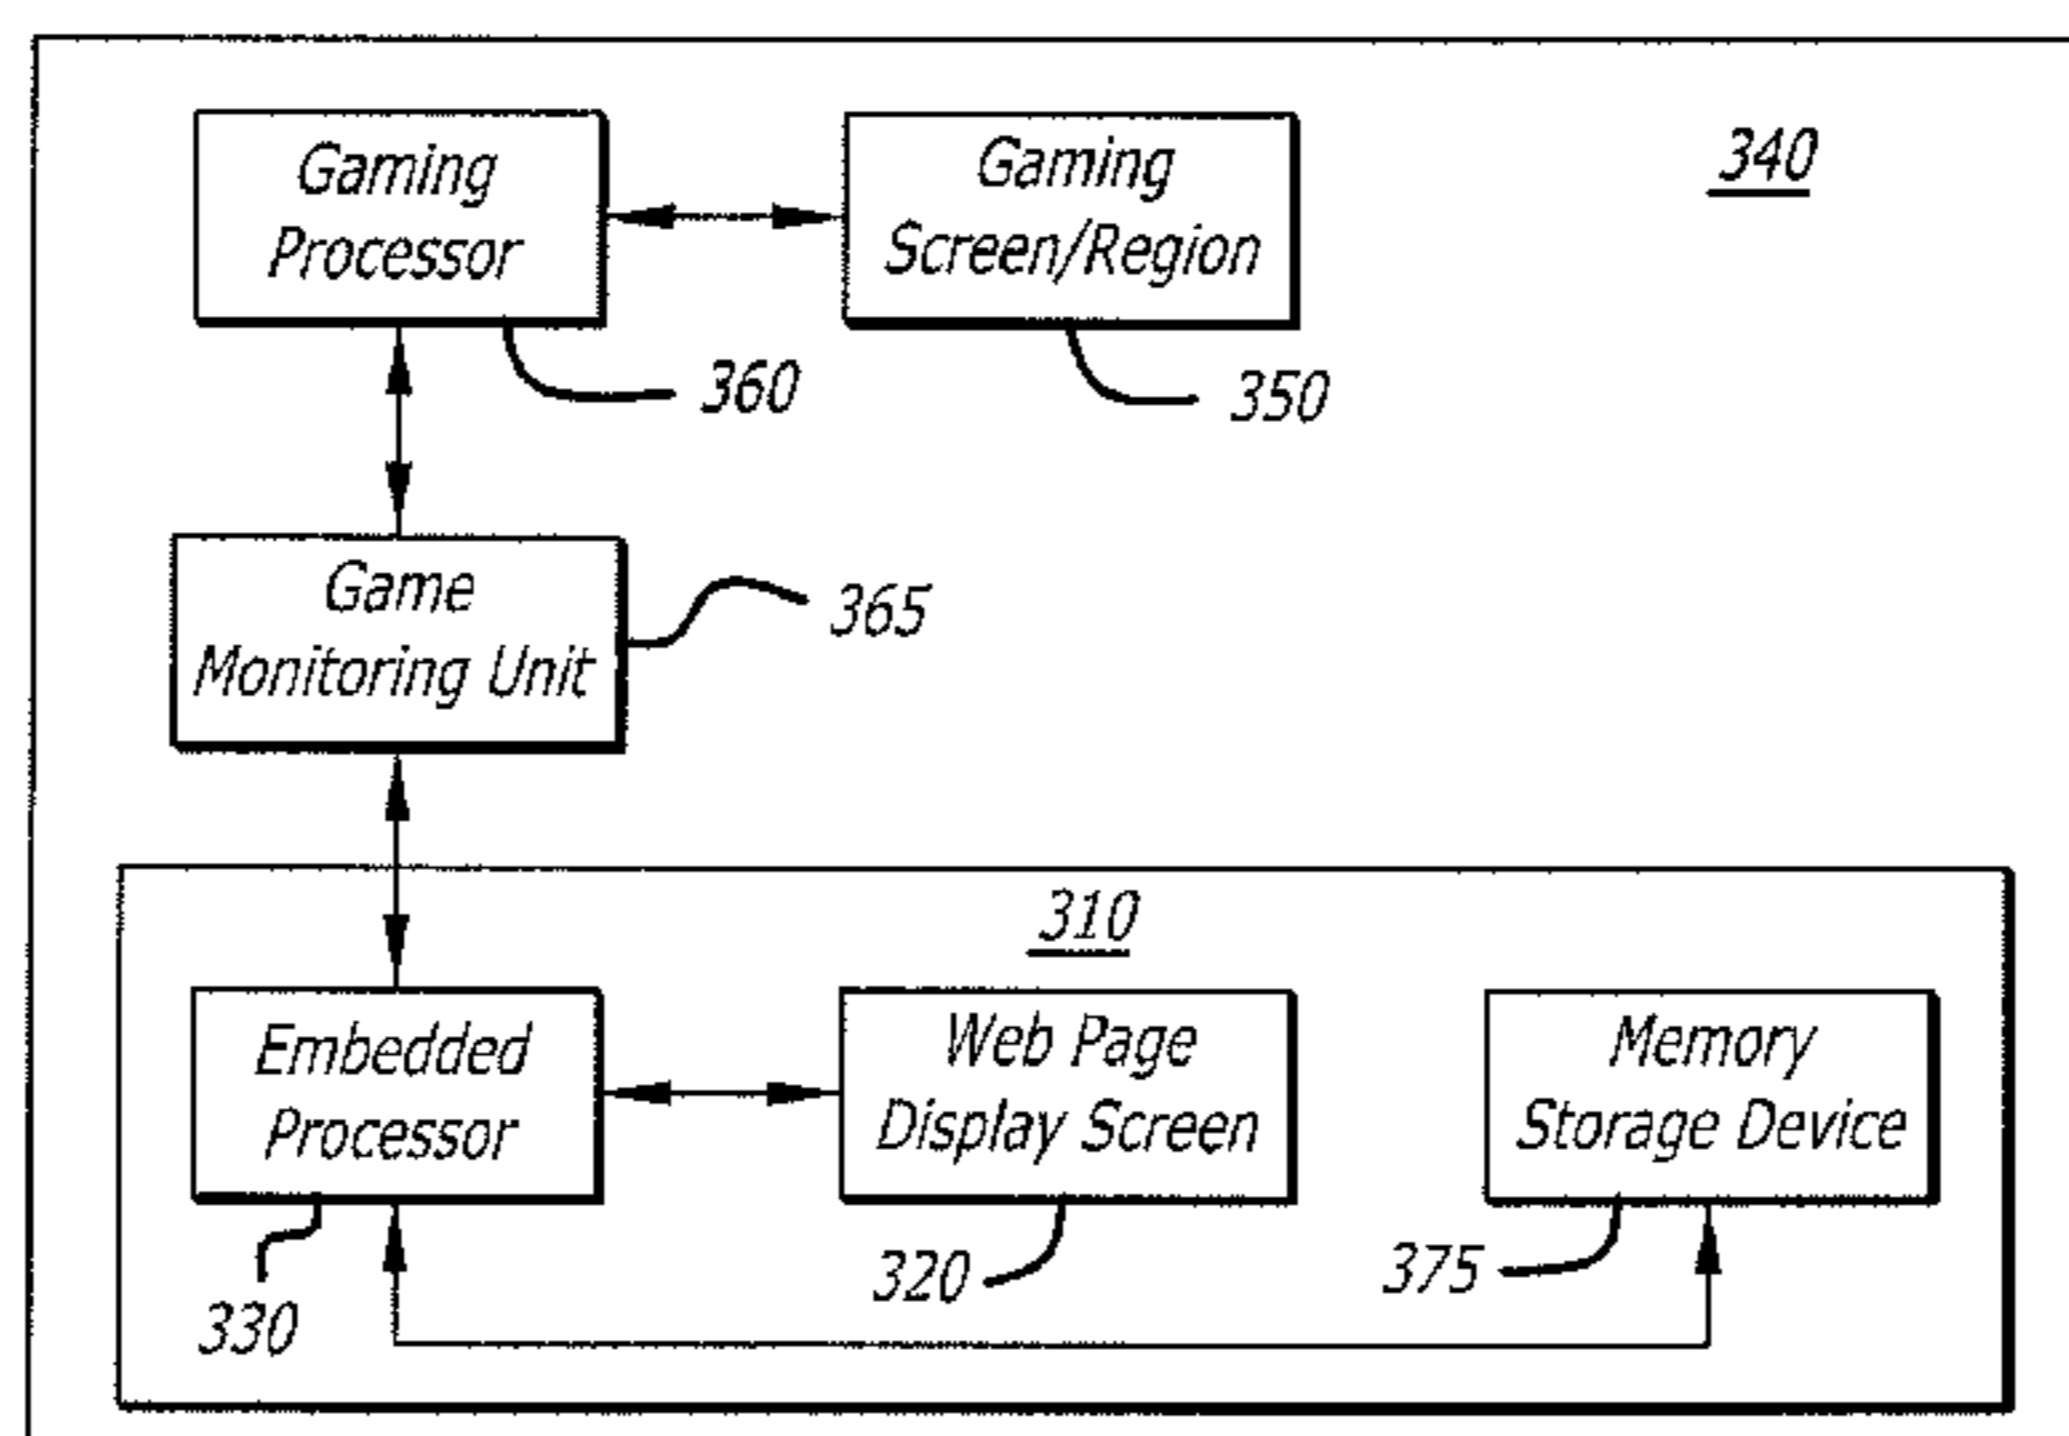 340
Gaming
Processor
Gaming
Screen/Region
360
350
Game
Monitoring Unit
365
310
Embedded
Processor
Web Page
Display Screen
Memory
Storage Device
330
320
375